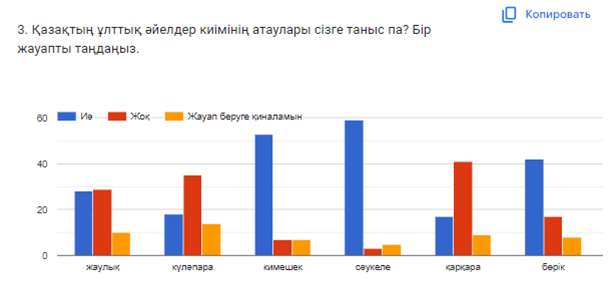 Копировать
3. Қазақтың ұлттық әйелдер киімінің атаулары сізге таныс па? Бір
жауапты таңдаңыз.
60
Иә
Жоқ
Жауап беруге қиналамын
40
20
0
жаулық
күләпара
кимешек
сәукеле
қарқара
бөрік